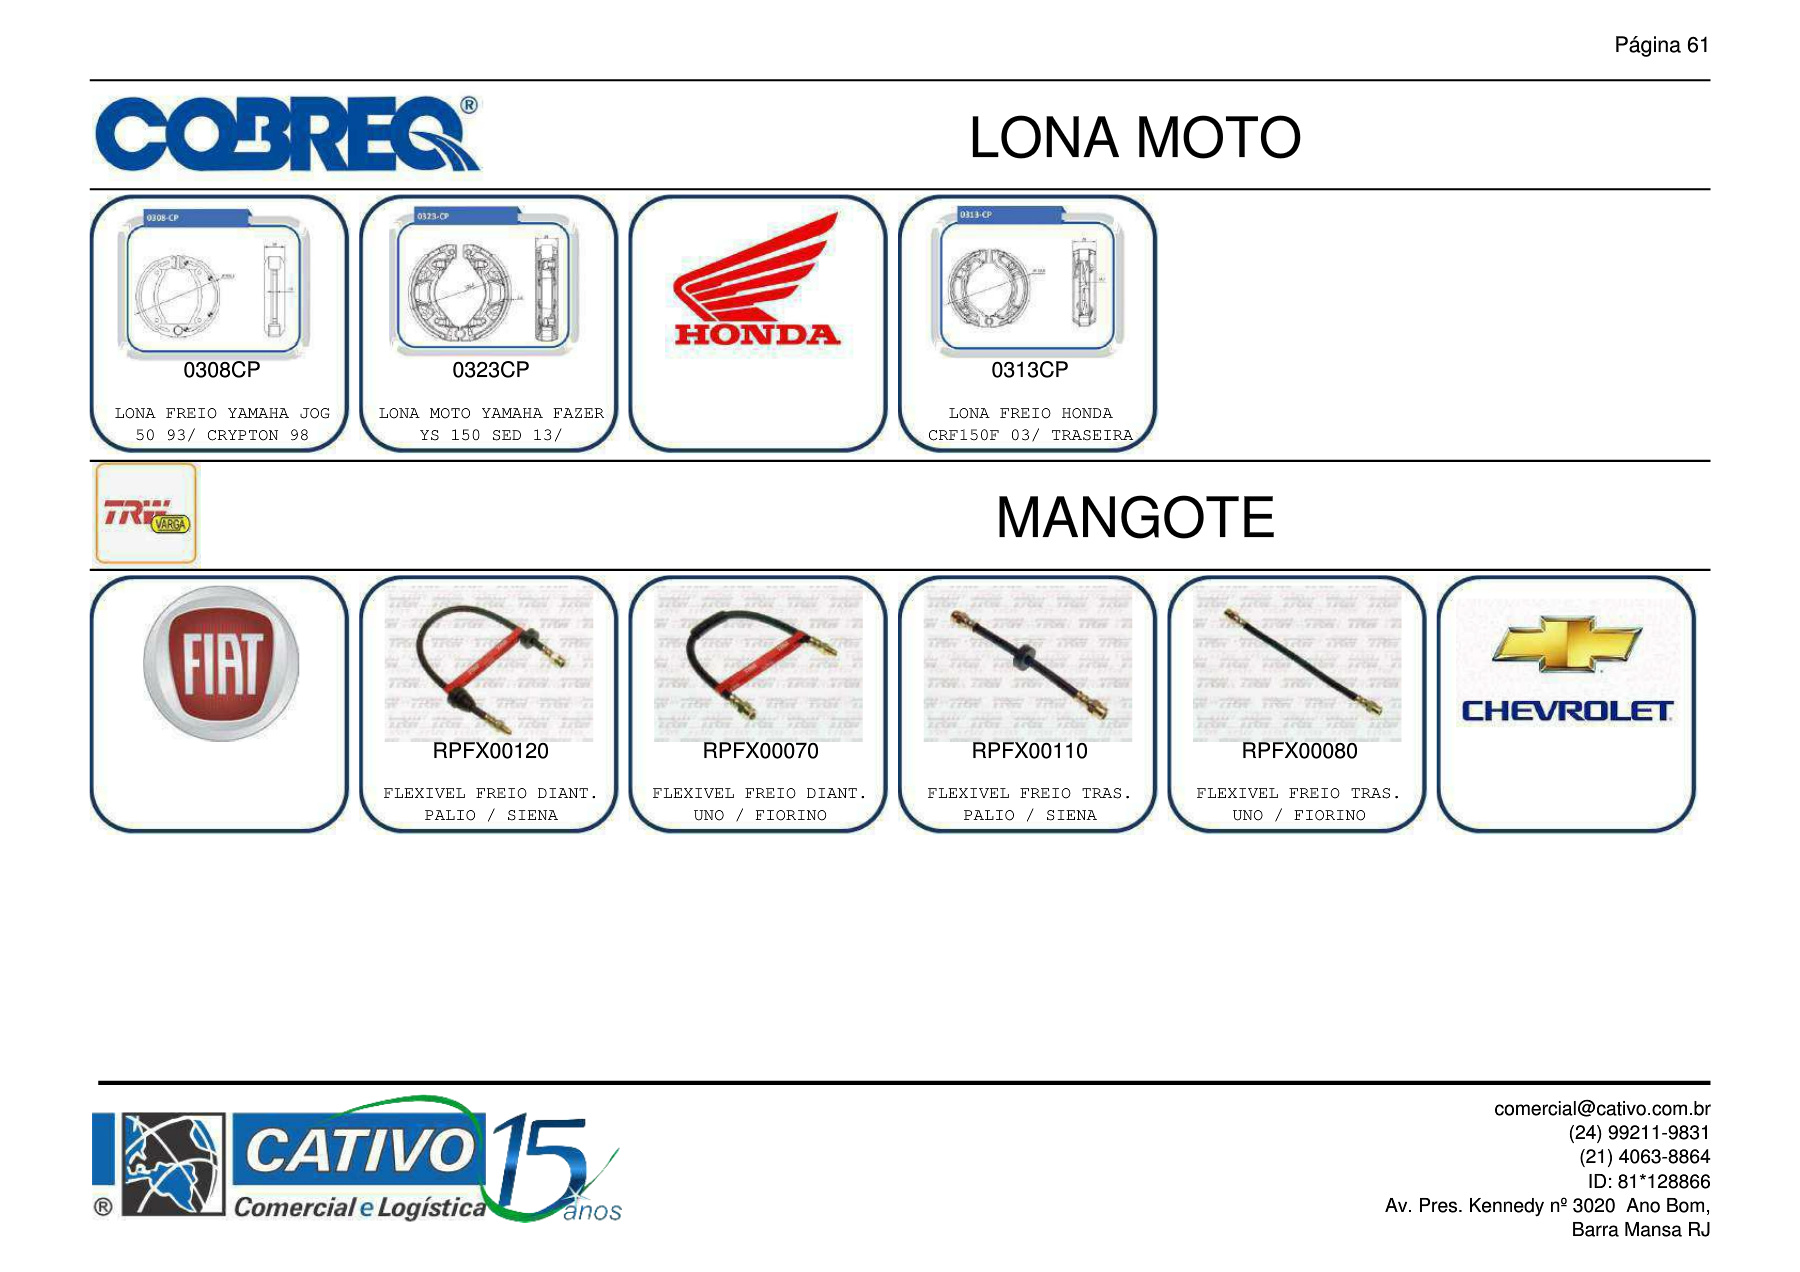 Página 61
COBREQ®
LONA MOTO
0308-CP
0323-CP
HONDA
0313-CP
0308CP
0323CP
0313CP
LONA FREIO YAMAHA JOG
50 93/ CRYPTON 98
LONA MOTO YAMAHA FAZER
YS 150 SED 13/
LONA FREIO HONDA
CRF150F 03/ TRASEIRA
TRW
VARGA
MANGOTE
FIAT
CHEVROLET
RPFX00120
RPFX00070
RPFX00110
RPFX00080
FLEXIVEL FREIO DIANT.
PALIO / SIENA
FLEXIVEL FREIO DIANT.
UNO / FIORINO
FLEXIVEL FREIO TRAS.
PALIO / SIENA
FLEXIVEL FREIO TRAS.
UNO / FIORINO
CATIVO
Comercial e Logística
®
15
anos
comercial@cativo.com.br
(24) 99211-9831
(21) 4063-8864
ID: 81*128866
Av. Pres. Kennedy nº 3020 Ano Bom,
Barra Mansa RJ